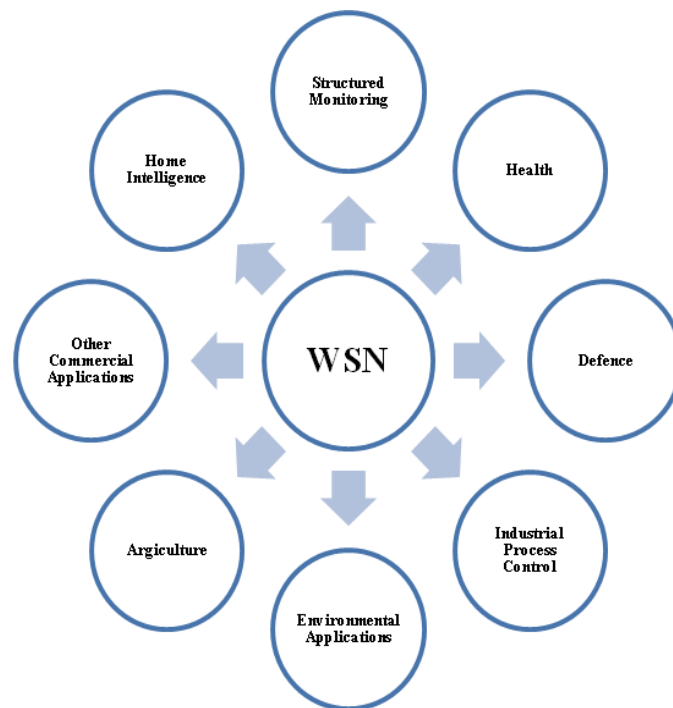 Structured
Monitoring
Home
Intelligence
Health
Other
Commercial
Applications
WSN
Defence
Argiculture
Industrial
Process
Control
Environmental
Applications